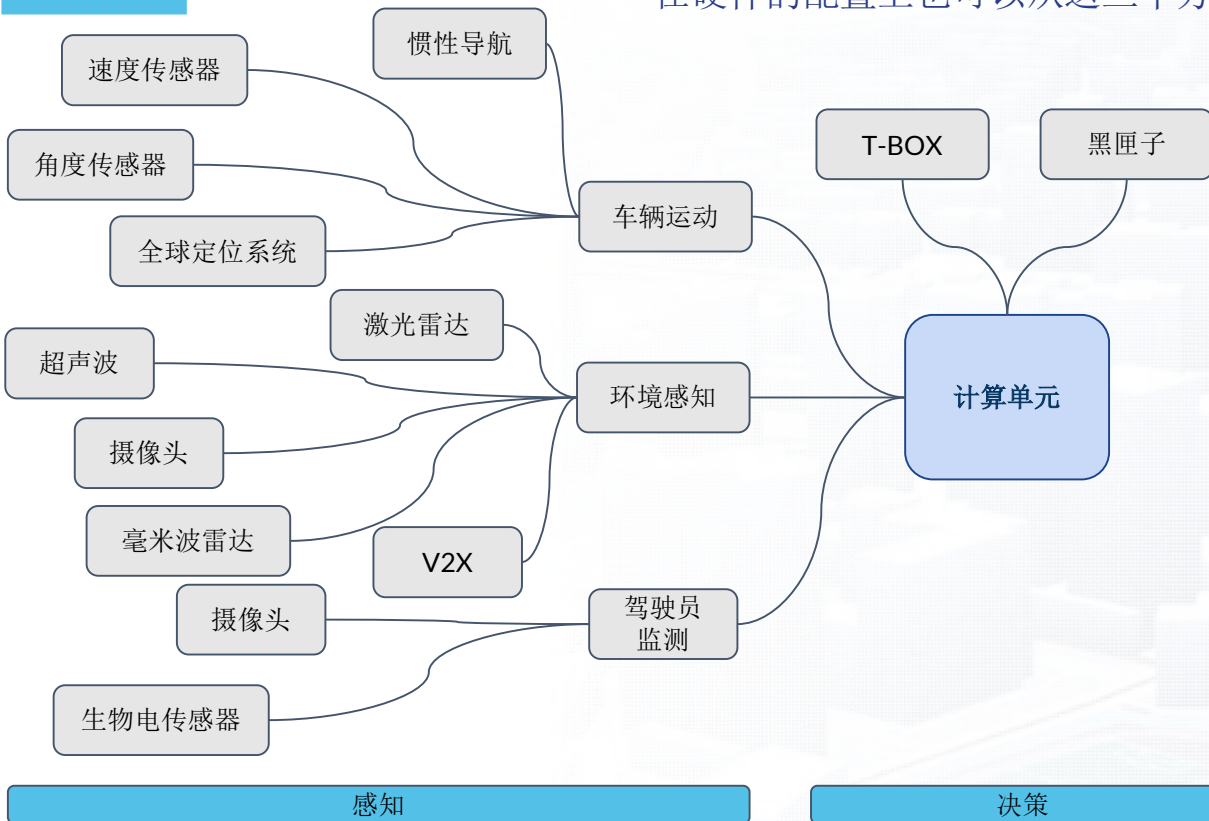 惯性导航
速度传感器
角度传感器
全球定位系统
车辆运动
T-BOX
黑匣子
激光雷达
超声波
环境感知
计算单元
摄像头
毫米波雷达
V2X
摄像头
驾驶员
监测
生物电传感器
感知
决策